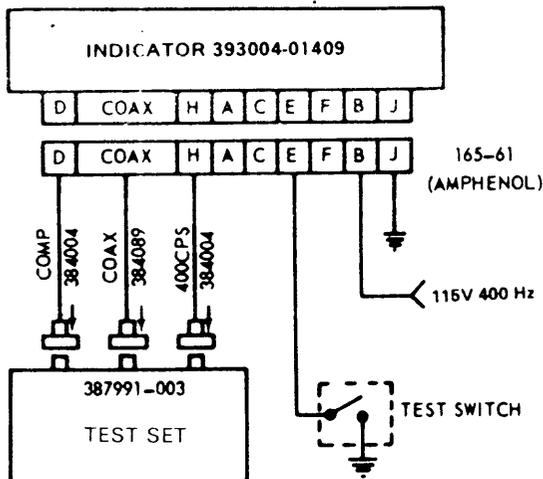 INDICATOR 393004-01409
D COAX H A C E F B J
D COAX H A C E F B J
165-61
(AMPHENOL)
COMP
384004
COAX
384089
400CPS
384004
115V 400 Hz
387991-003
TEST SET
TEST SWITCH